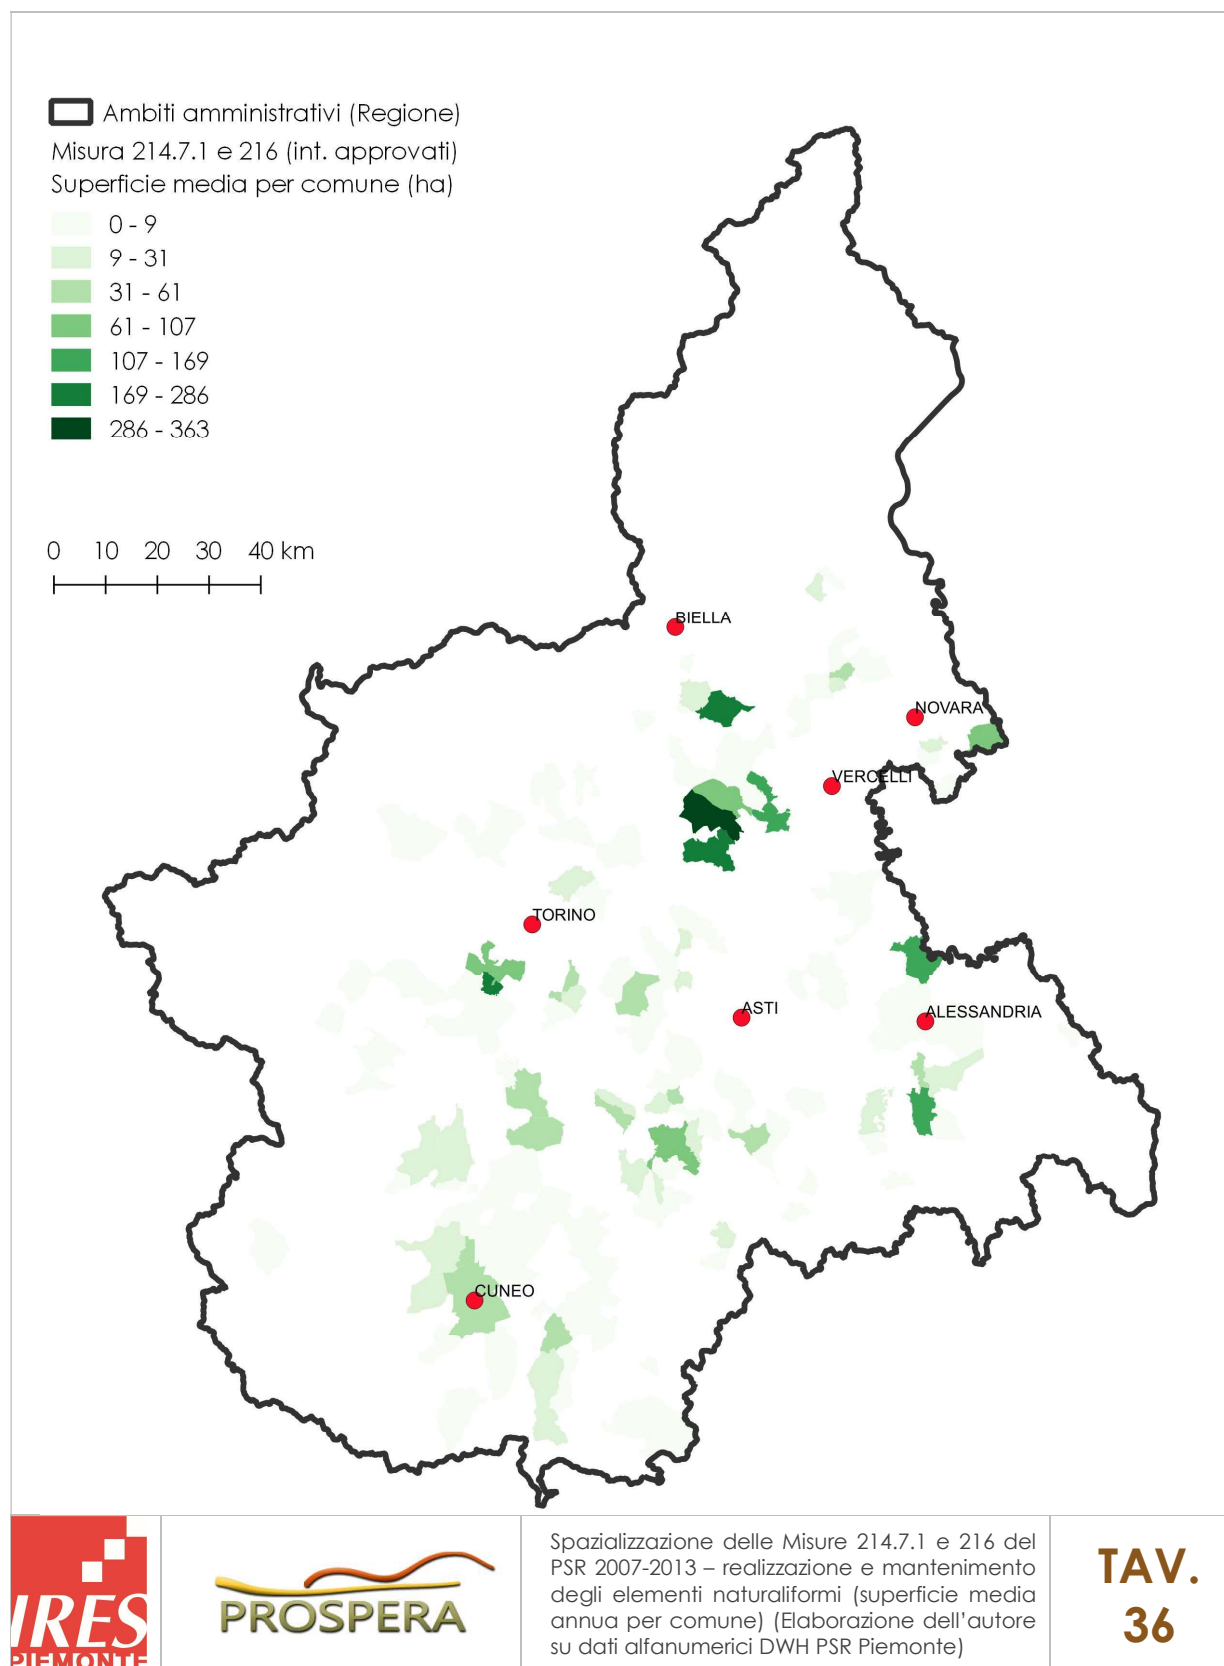 Ambiti amministrativi (Regione)
Misura 214.7.1 e 216 (int. approvati)
Superficie media per comune (ha)
0 - 9
9 - 31
31 - 61
61 - 107
107 - 169
169 - 286
286 - 363
0 10 20 30 40 km
BIELLA
NOVARA
VERCELLI
TORINO
ASTI
ALESSANDRIA
CUNEO
IRES
PIEMONTE
PROSPERA
Spazializzazione delle Misure 214.7.1 e 216 del
PSR 2007-2013 – realizzazione e mantenimento
degli elementi naturaliformi (superficie media
annua per comune) (Elaborazione dell'autore
su dati alfanumerici DWH PSR Piemonte)
TAV.
36